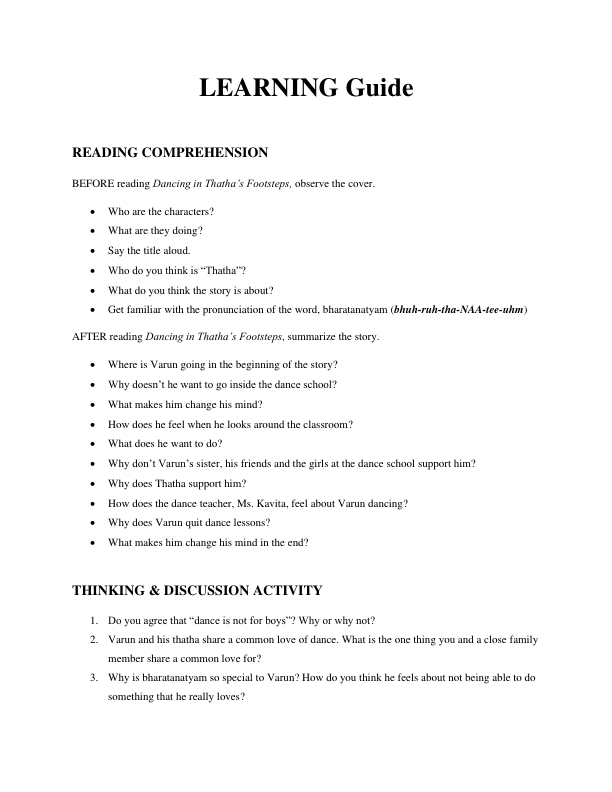 LEARNING Guide
READING COMPREHENSION
BEFORE reading Dancing in Thatha’s Footsteps, observe the cover.
• Who are the characters?
• What are they doing?
• Say the title aloud.
• Who do you think is “Thatha”?
• What do you think the story is about?
• Get familiar with the pronunciation of the word, bharatanatyam (bhuh-ruh-tha-NAA-tee-uhm)
AFTER reading Dancing in Thatha’s Footsteps, summarize the story.
• Where is Varun going in the beginning of the story?
• Why doesn’t he want to go inside the dance school?
• What makes him change his mind?
• How does he feel when he looks around the classroom?
• What does he want to do?
• Why don’t Varun’s sister, his friends and the girls at the dance school support him?
• Why does Thatha support him?
• How does the dance teacher, Ms. Kavita, feel about Varun dancing?
• Why does Varun quit dance lessons?
• What makes him change his mind in the end?
THINKING & DISCUSSION ACTIVITY
1. Do you agree that “dance is not for boys”? Why or why not?
2. Varun and his thatha share a common love of dance. What is the one thing you and a close family
member share a common love for?
3. Why is bharatanatyam so special to Varun? How do you think he feels about not being able to do
something that he really loves?